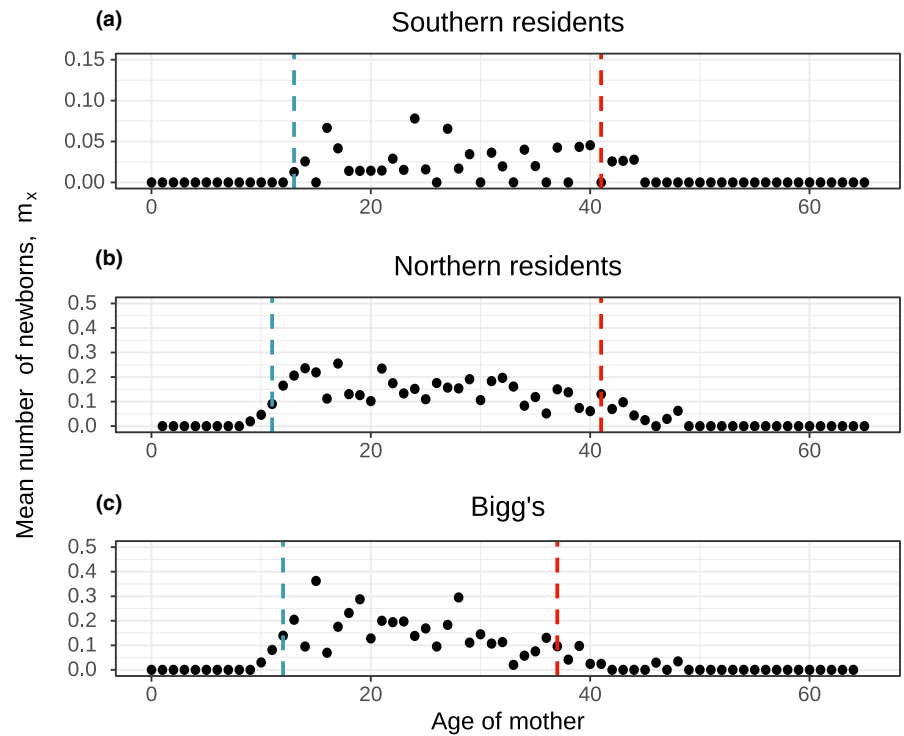 (a)
Southern residents
0.15
0.10
0.05
0.00
0 20 40 60
(b)
Northern residents
0.5
0.4
0.3
0.2
0.1
0.0
0 20 40 60
(c)
Bigg's
0.5
0.4
0.3
0.2
0.1
0.0
0 20 40 60
Age of mother
Mean number of newborns, mₓ